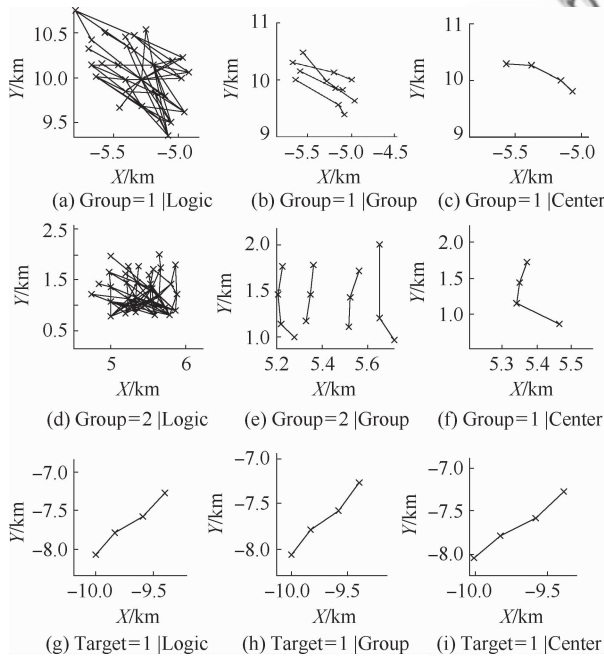 Y/km
10.5
10.0
9.5
-5.5
-5.0
X/km
(a) Group=1 |Logic
Y/km
11
10
9
-5.5
-5.0
-4.5
X/km
(b) Group=1 |Group
Y/km
11
10
9
-5.5
-5.0
X/km
(c) Group=1 |Center
Y/km
2.5
1.5
0.5
5
6
X/km
(d) Group=2 |Logic
Y/km
2.0
1.5
1.0
5.2
5.4
5.6
X/km
(e) Group=2 |Group
Y/km
2.0
1.5
1.0
5.3
5.4
5.5
X/km
(f) Group=1 |Center
Y/km
-7.0
-7.5
-8.0
-10.0
-9.5
X/km
(g) Target=1 |Logic
Y/km
-7.0
-7.5
-8.0
-10.0
-9.5
X/km
(h) Target=1 |Group
Y/km
-7.0
-7.5
-8.0
-10.0
-9.5
X/km
(i) Target=1 |Center